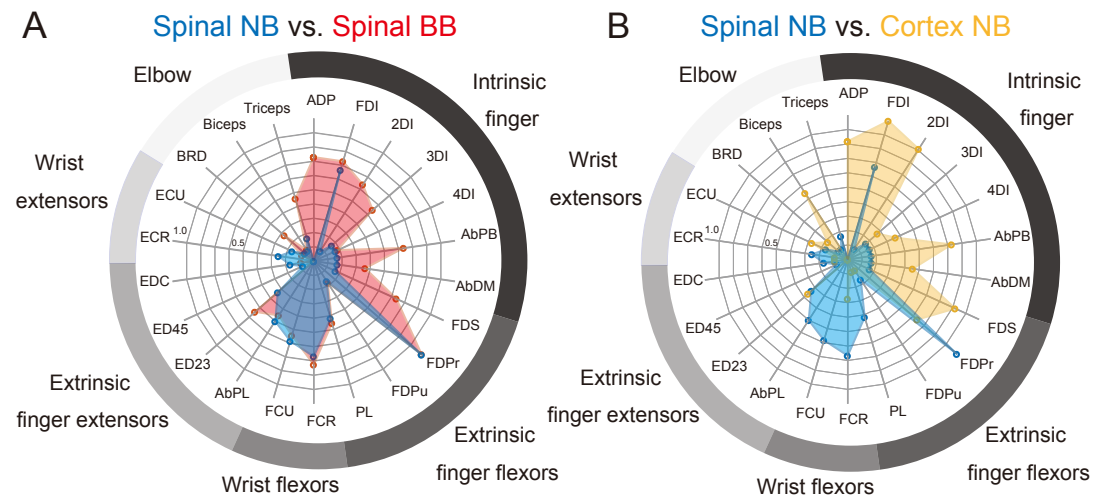 A
Spinal NB vs. Spinal BB
Elbow
Intrinsic
finger
Wrist
extensors
Extrinsic
finger extensors
Wrist flexors
Extrinsic
finger flexors
ADP
FDI
2DI
3DI
4DI
AbPB
AbDM
FDS
FDPr
FDPu
PL
FCR
FCU
AbPL
ED23
ED45
EDC
ECR
ECU
BRD
Biceps
Triceps
1.0
0.5
B
Spinal NB vs. Cortex NB
Elbow
Intrinsic
finger
Wrist
extensors
Extrinsic
finger extensors
Wrist flexors
Extrinsic
finger flexors
ADP
FDI
2DI
3DI
4DI
AbPB
AbDM
FDS
FDPr
FDPu
PL
FCR
FCU
AbPL
ED23
ED45
EDC
ECR
ECU
BRD
Biceps
Triceps
1.0
0.5